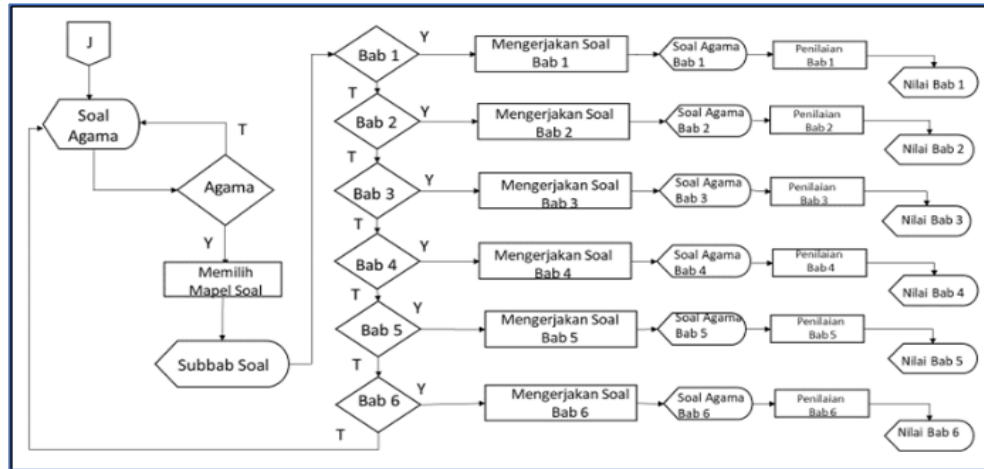 J
Soal
Agama
T
Agama
Y
Memilih
Mapel Soal
Subbab Soal
Bab 1
Y
Mengerjakan Soal
Bab 1
Soal Agama
Bab 1
Penilaian
Bab 1
Nilai Bab 1
T
Bab 2
Y
Mengerjakan Soal
Bab 2
Soal Agama
Bab 2
Penilaian
Bab 2
Nilai Bab 2
T
Bab 3
Y
Mengerjakan Soal
Bab 3
Soal Agama
Bab 3
Penilaian
Bab 3
Nilai Bab 3
T
Bab 4
Y
Mengerjakan Soal
Bab 4
Soal Agama
Bab 4
Penilaian
Bab 4
Nilai Bab 4
T
Bab 5
Y
Mengerjakan Soal
Bab 5
Soal Agama
Bab 5
Penilaian
Bab 5
Nilai Bab 5
T
Bab 6
Y
Mengerjakan Soal
Bab 6
Soal Agama
Bab 6
Penilaian
Bab 6
Nilai Bab 6
T